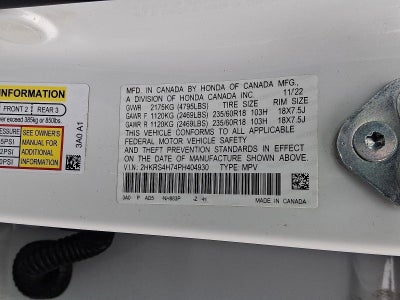 INFORMATION
FRONT 2 REAR 3
exceed 385kg or 850lbs.
SEE OWNER'S
MANUAL FOR
ADDITIONAL
INFORMATION
3A0 A1
MFD. IN CANADA BY HONDA OF CANADA MFG.,
A DIVISION OF HONDA CANADA INC. 11/22
GVWR 2175KG (4795LBS) TIRE SIZE RIM SIZE
GAWR F 1120KG (2469LBS) 235/60R18 103H 18X7.5J
GAWR R 1120KG (2469LBS) 235/60R18 103H 18X7.5J
THIS VEHICLE CONFORMS TO ALL APPLICABLE
FEDERAL MOTOR VEHICLE SAFETY AND
THEFT PREVENTION STANDARDS IN EFFECT ON
THE DATE OF MANUFACTURE SHOWN ABOVE.
V.I.N.: 2HKRS4H74PH404930 TYPE: MPV
3A0 P AD5 NH883P -Z -H MADE IN CANADA